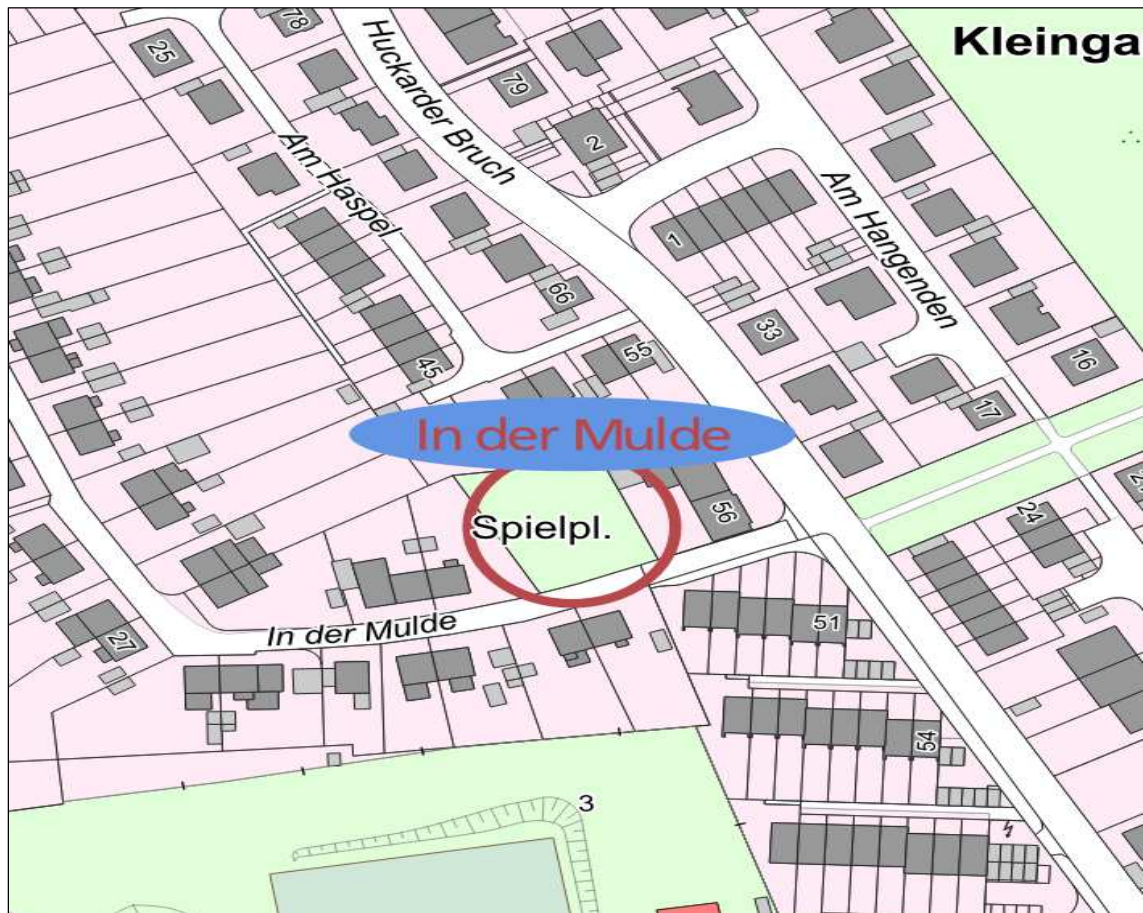 Kleinga
78
25
Huckarder Bruch
79
2
Am Haspel
Am Hangenden
1
66
33
55
45
16
17
In der Mulde
Spielpl.
56
24
51
In der Mulde
27
54
3